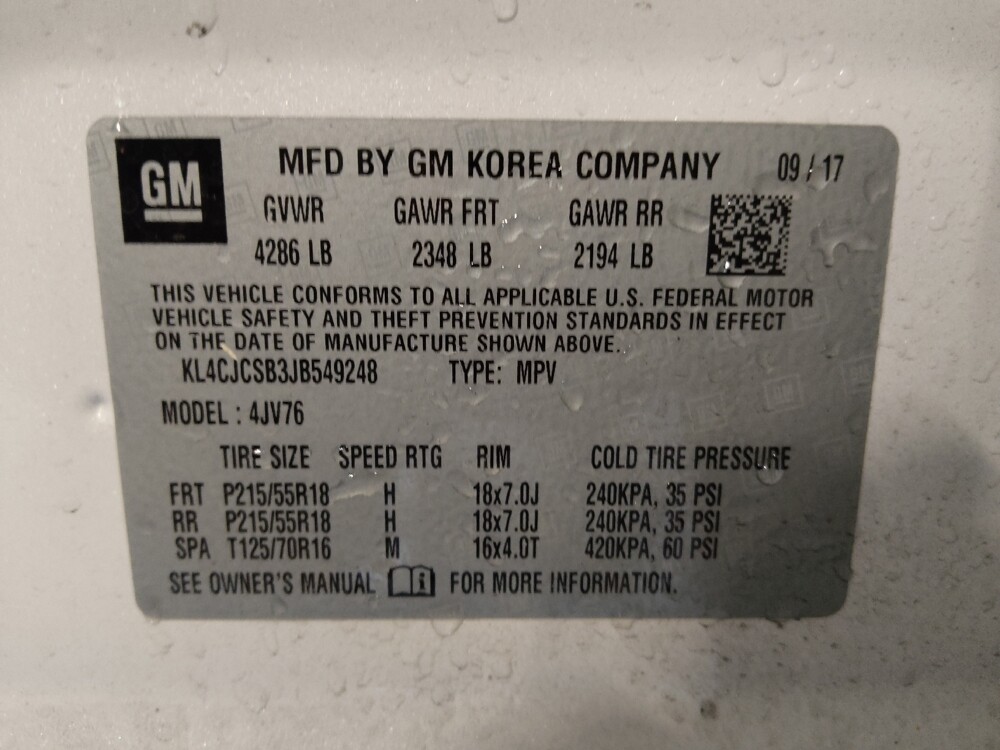 GM MFD BY GM KOREA COMPANY 09 / 17
GVWR GAWR FRT GAWR RR
4286 LB 2348 LB 2194 LB
THIS VEHICLE CONFORMS TO ALL APPLICABLE U.S. FEDERAL MOTOR
VEHICLE SAFETY AND THEFT PREVENTION STANDARDS IN EFFECT
ON THE DATE OF MANUFACTURE SHOWN ABOVE.
KL4CJCSB3JB549248 TYPE: MPV
MODEL : 4JV76
TIRE SIZE SPEED RTG RIM COLD TIRE PRESSURE
FRT P215/55R18 H 18x7.0J 240KPA, 35 PSI
RR P215/55R18 H 18x7.0J 240KPA, 35 PSI
SPA T125/70R16 M 16x4.0T 420KPA, 60 PSI
SEE OWNER'S MANUAL i FOR MORE INFORMATION.